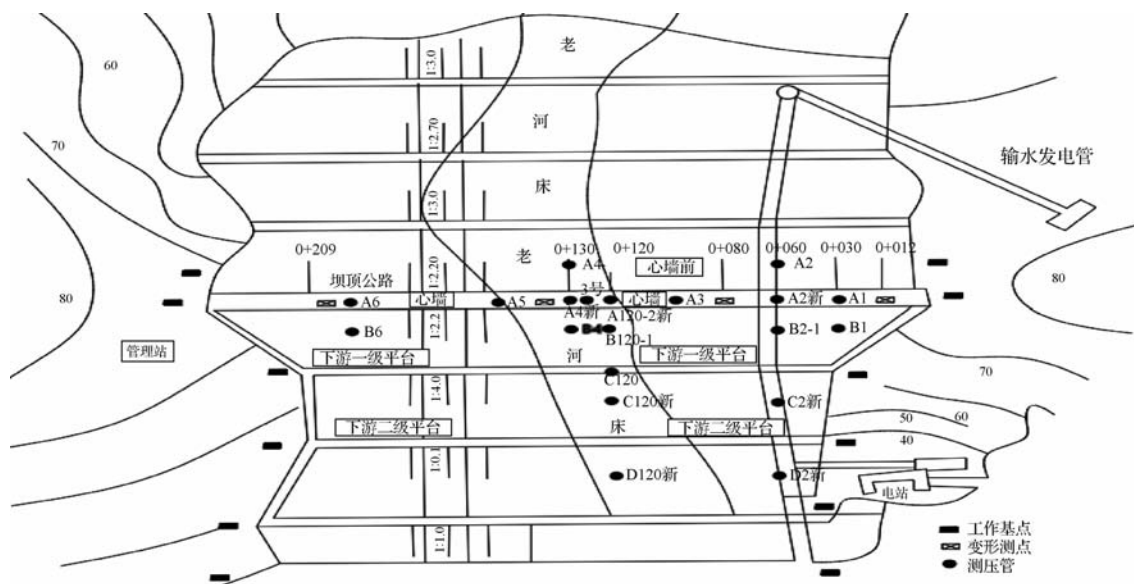 老
60
1:3.0
70
1:2.70
河
输水发电管
1:3.0
床
0+209
老
0+130
0+120
0+080
0+060
0+030
0+012
坝顶公路
1:2.20
A4
心墙前
A2
80
3号
80
A6
心墙
A5
心墙
A3
A2新
A1
A4新
A120-2新
B6
1:2.2
B120-1
B2-1
B1
管理站
下游一级平台
河
下游一级平台
C120
70
1:4.0
C120新
C2新
下游二级平台
床
下游二级平台
50
60
40
1:0.1
D120新
D2新
电站
1:1.0
工作基点
变形测点
测压管